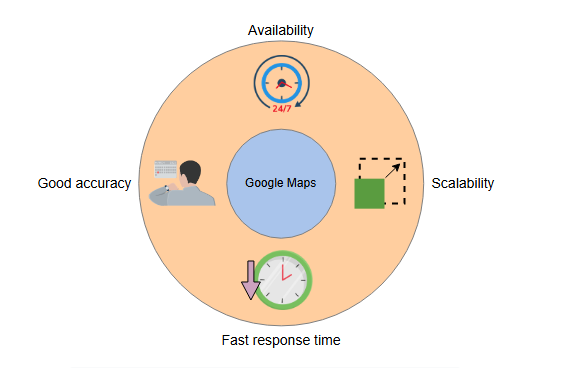 Availability
24/7
Good accuracy
Google Maps
Scalability
Fast response time